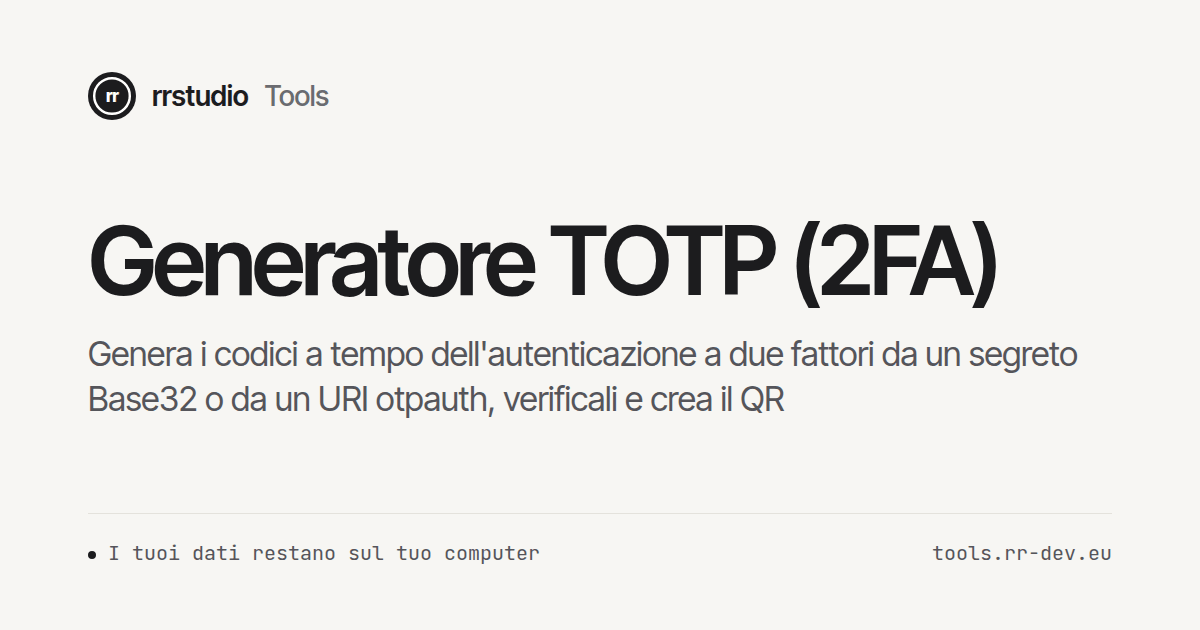 rr rrstudio Tools
Generatore TOTP (2FA)
Genera i codici a tempo dell'autenticazione a due fattori da un segreto
Base32 o da un URI otpauth, verificali e crea il QR
I tuoi dati restano sul tuo computer
tools.rr-dev.eu